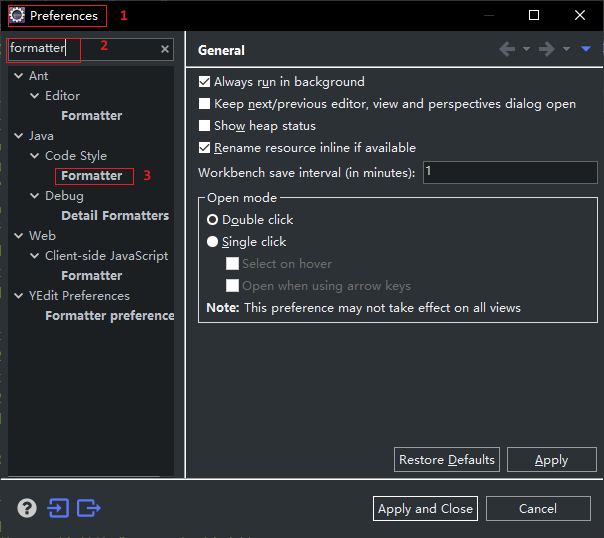 Preferences 1
formatter 2
Ant
Editor
Formatter
Java
Code Style
Formatter 3
Debug
Detail Formatters
Web
Client-side JavaScript
Formatter
YEdit Preferences
Formatter preference
General
Always run in background
Keep next/previous editor, view and perspectives dialog open
Show heap status
Rename resource inline if available
Workbench save interval (in minutes): 1
Open mode
Double click
Single click
Select on hover
Open when using arrow keys
Note: This preference may not take effect on all views
Restore Defaults Apply
? Apply and Close Cancel